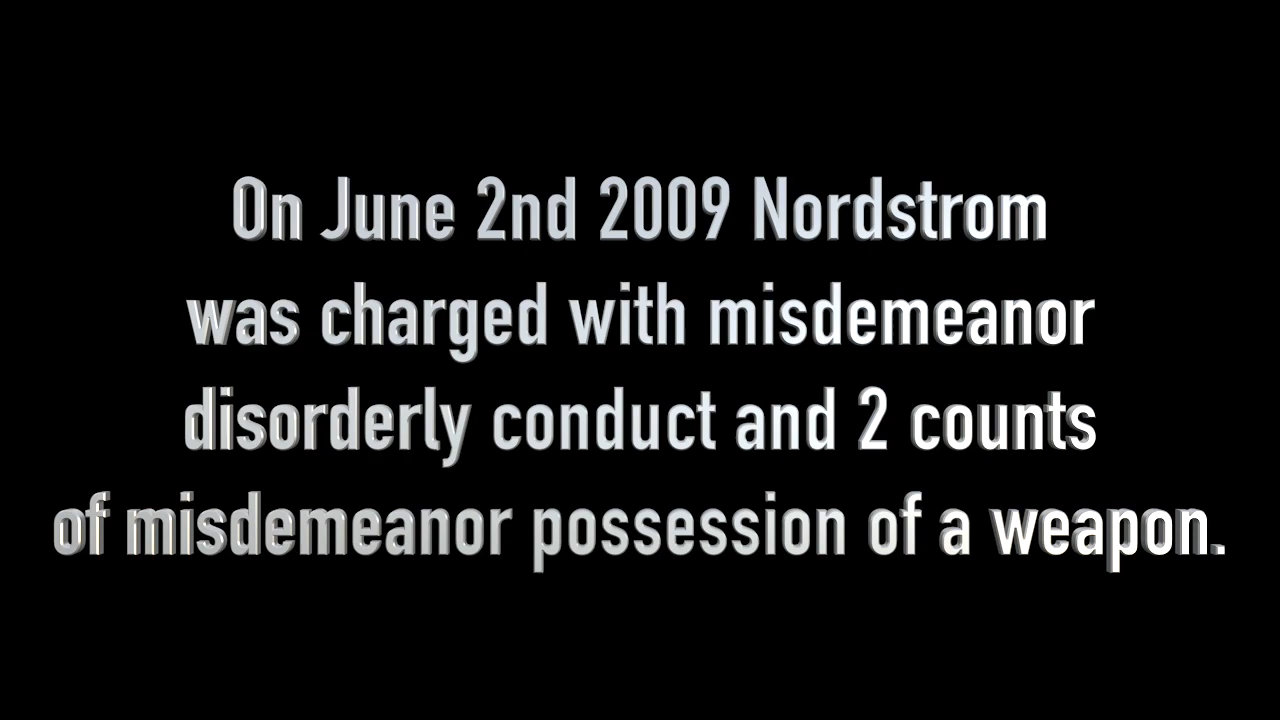 On June 2nd 2009 Nordstrom
was charged with misdemeanor
disorderly conduct and 2 counts
of misdemeanor possession of a weapon.